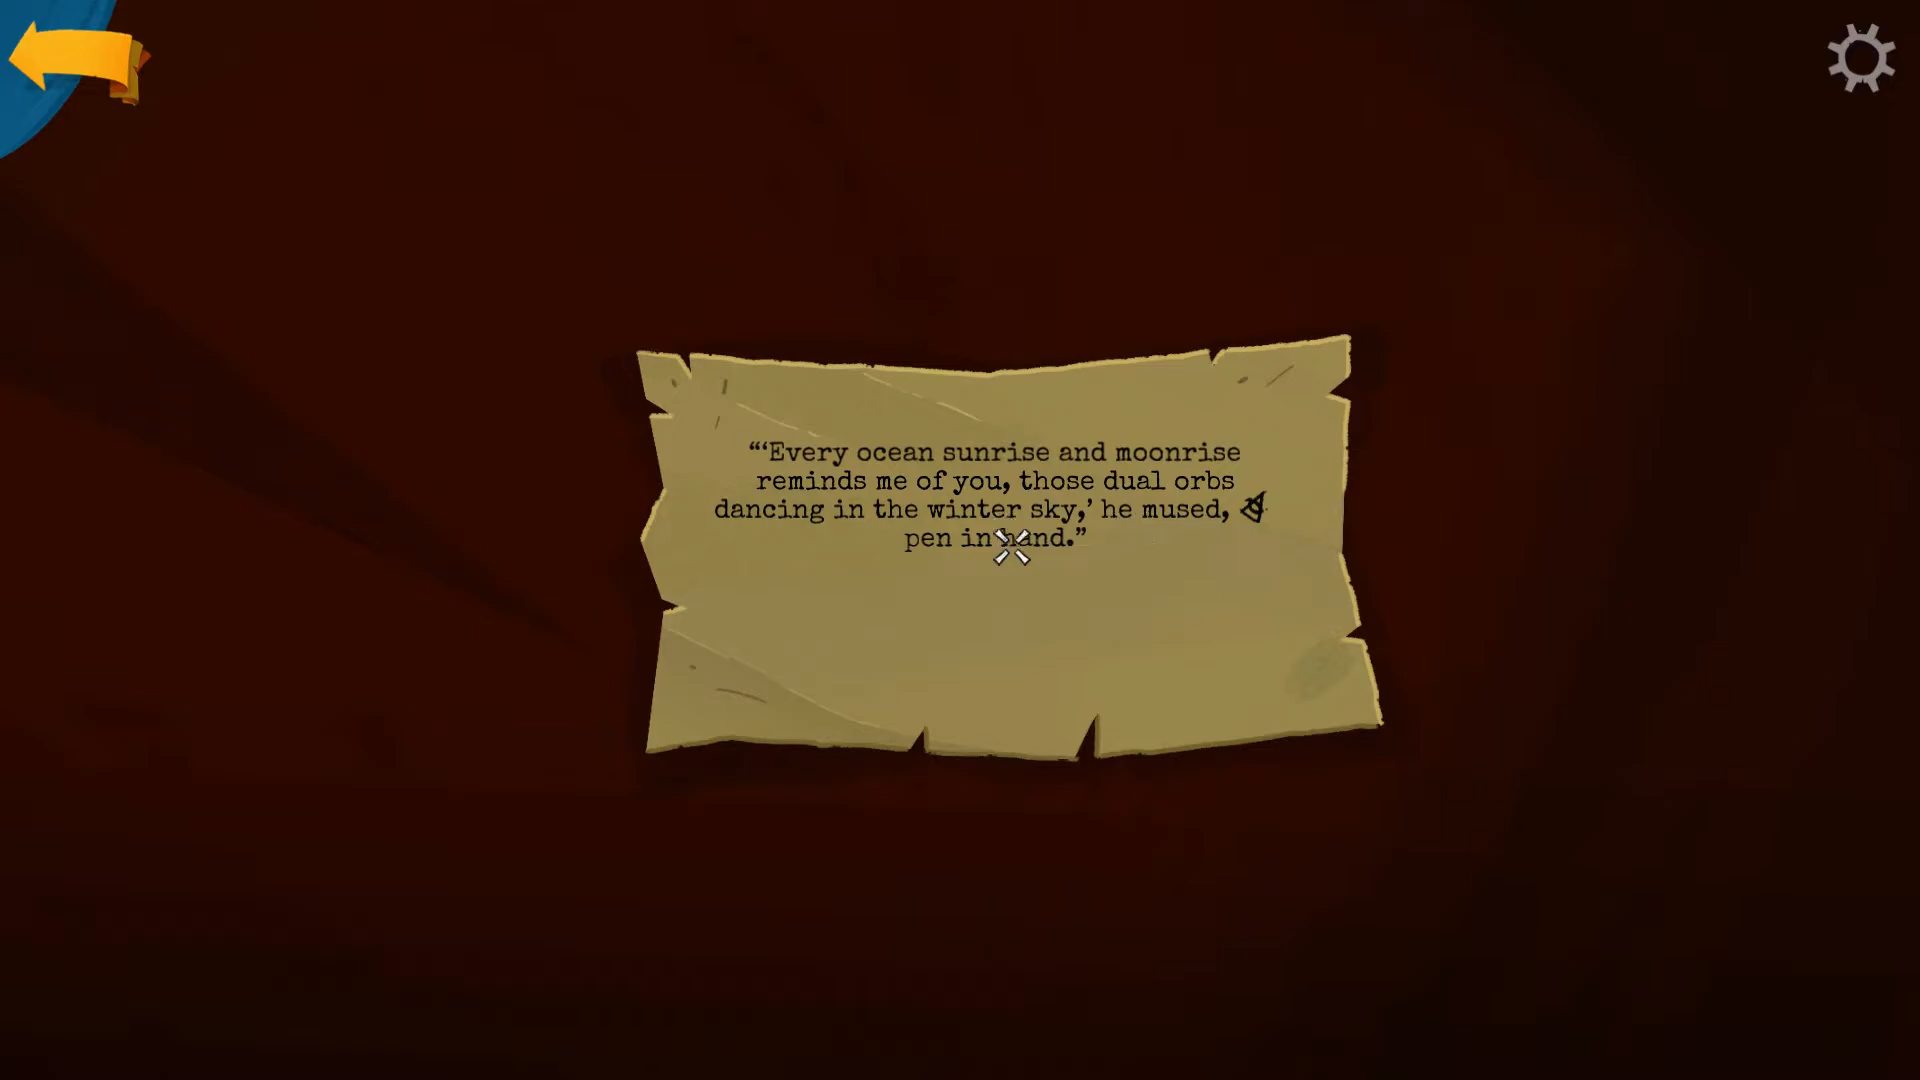 “‘Every ocean sunrise and moonrise
reminds me of you, those dual orbs
dancing in the winter sky,’ he mused,
pen in hand.”